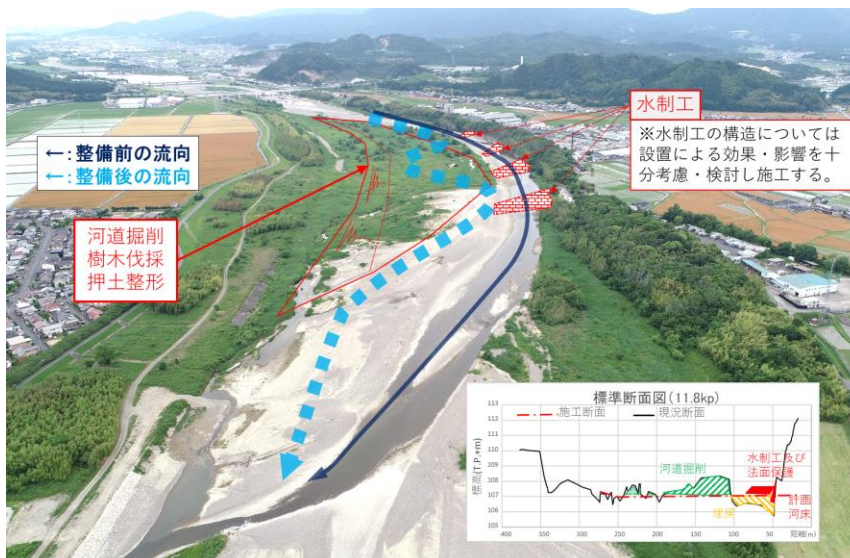 水制工
※水制工の構造については
設置による効果・影響を十
分考慮・検討し施工する。
←:整備前の流向
←:整備後の流向
河道掘削
樹木伐採
押土整形
標準断面図(11.8kp)
施工断面 現況断面
標高(T.P.+m)
113
112
111
110
109
108
107
106
105
河道掘削
水制工及び
法面保護
計画
河床
埋戻
400 350 300 250 200 150 100 50 距離(m)